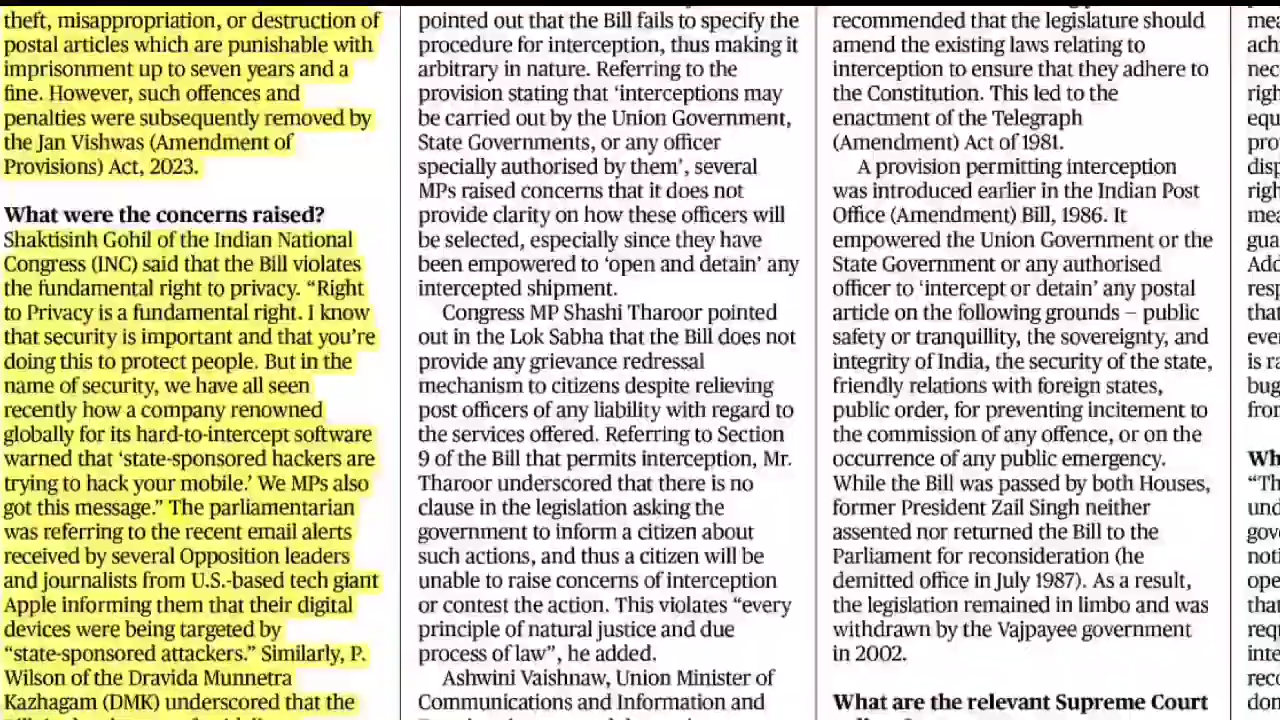 theft, misappropriation, or destruction of
postal articles which are punishable with
imprisonment up to seven years and a
fine. However, such offences and
penalties were subsequently removed by
the Jan Vishwas (Amendment of
Provisions) Act, 2023.
What were the concerns raised?
Shaktisinh Gohil of the Indian National
Congress (INC) said that the Bill violates
the fundamental right to privacy. “Right
to Privacy is a fundamental right. I know
that security is important and that you’re
doing this to protect people. But in the
name of security, we have all seen
recently how a company renowned
globally for its hard-to-intercept software
warned that ‘state-sponsored hackers are
trying to hack your mobile.’ We MPs also
got this message.” The parliamentarian
was referring to the recent email alerts
received by several Opposition leaders
and journalists from U.S.-based tech giant
Apple informing them that their digital
devices were being targeted by
“state-sponsored attackers.” Similarly, P.
Wilson of the Dravida Munnetra
Kazhagam (DMK) underscored that the
pointed out that the Bill fails to specify the
procedure for interception, thus making it
arbitrary in nature. Referring to the
provision stating that ‘interceptions may
be carried out by the Union Government,
State Governments, or any officer
specially authorised by them’, several
MPs raised concerns that it does not
provide clarity on how these officers will
be selected, especially since they have
been empowered to ‘open and detain’ any
intercepted shipment.
Congress MP Shashi Tharoor pointed
out in the Lok Sabha that the Bill does not
provide any grievance redressal
mechanism to citizens despite relieving
post officers of any liability with regard to
the services offered. Referring to Section
9 of the Bill that permits interception, Mr.
Tharoor underscored that there is no
clause in the legislation asking the
government to inform a citizen about
such actions, and thus a citizen will be
unable to raise concerns of interception
or contest the action. This violates “every
principle of natural justice and due
process of law”, he added.
Ashwini Vaishnaw, Union Minister of
Communications and Information and
recommended that the legislature should
amend the existing laws relating to
interception to ensure that they adhere to
the Constitution. This led to the
enactment of the Telegraph
(Amendment) Act of 1981.
A provision permitting interception
was introduced earlier in the Indian Post
Office (Amendment) Bill, 1986. It
empowered the Union Government or the
State Government or any authorised
officer to ‘intercept or detain’ any postal
article on the following grounds – public
safety or tranquillity, the sovereignty, and
integrity of India, the security of the state,
friendly relations with foreign states,
public order, for preventing incitement to
the commission of any offence, or on the
occurrence of any public emergency.
While the Bill was passed by both Houses,
former President Zail Singh neither
assented nor returned the Bill to the
Parliament for reconsideration (he
demitted office in July 1987). As a result,
the legislation remained in limbo and was
withdrawn by the Vajpayee government
in 2002.
What are the relevant Supreme Court